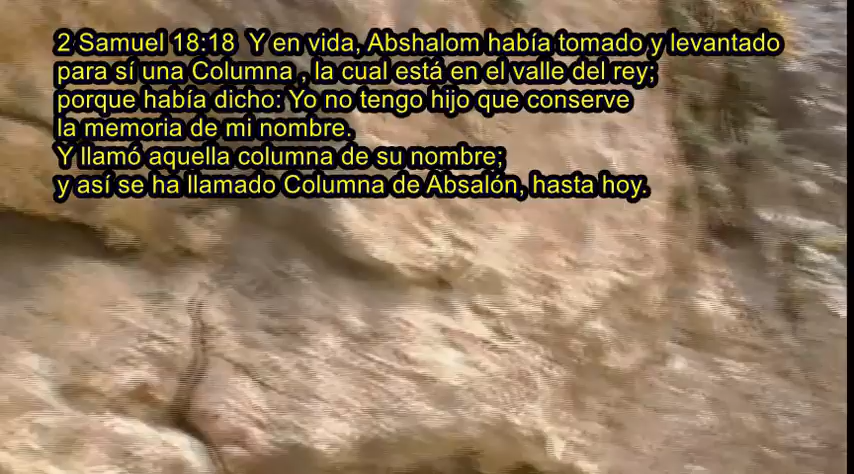 2 Samuel 18:18 Y en vida, Abshalom había tomado y levantado
para sí una Columna , la cual está en el valle del rey;
porque había dicho: Yo no tengo hijo que conserve
la memoria de mi nombre.
Y llamó aquella columna de su nombre;
y así se ha llamado Columna de Absalón, hasta hoy.